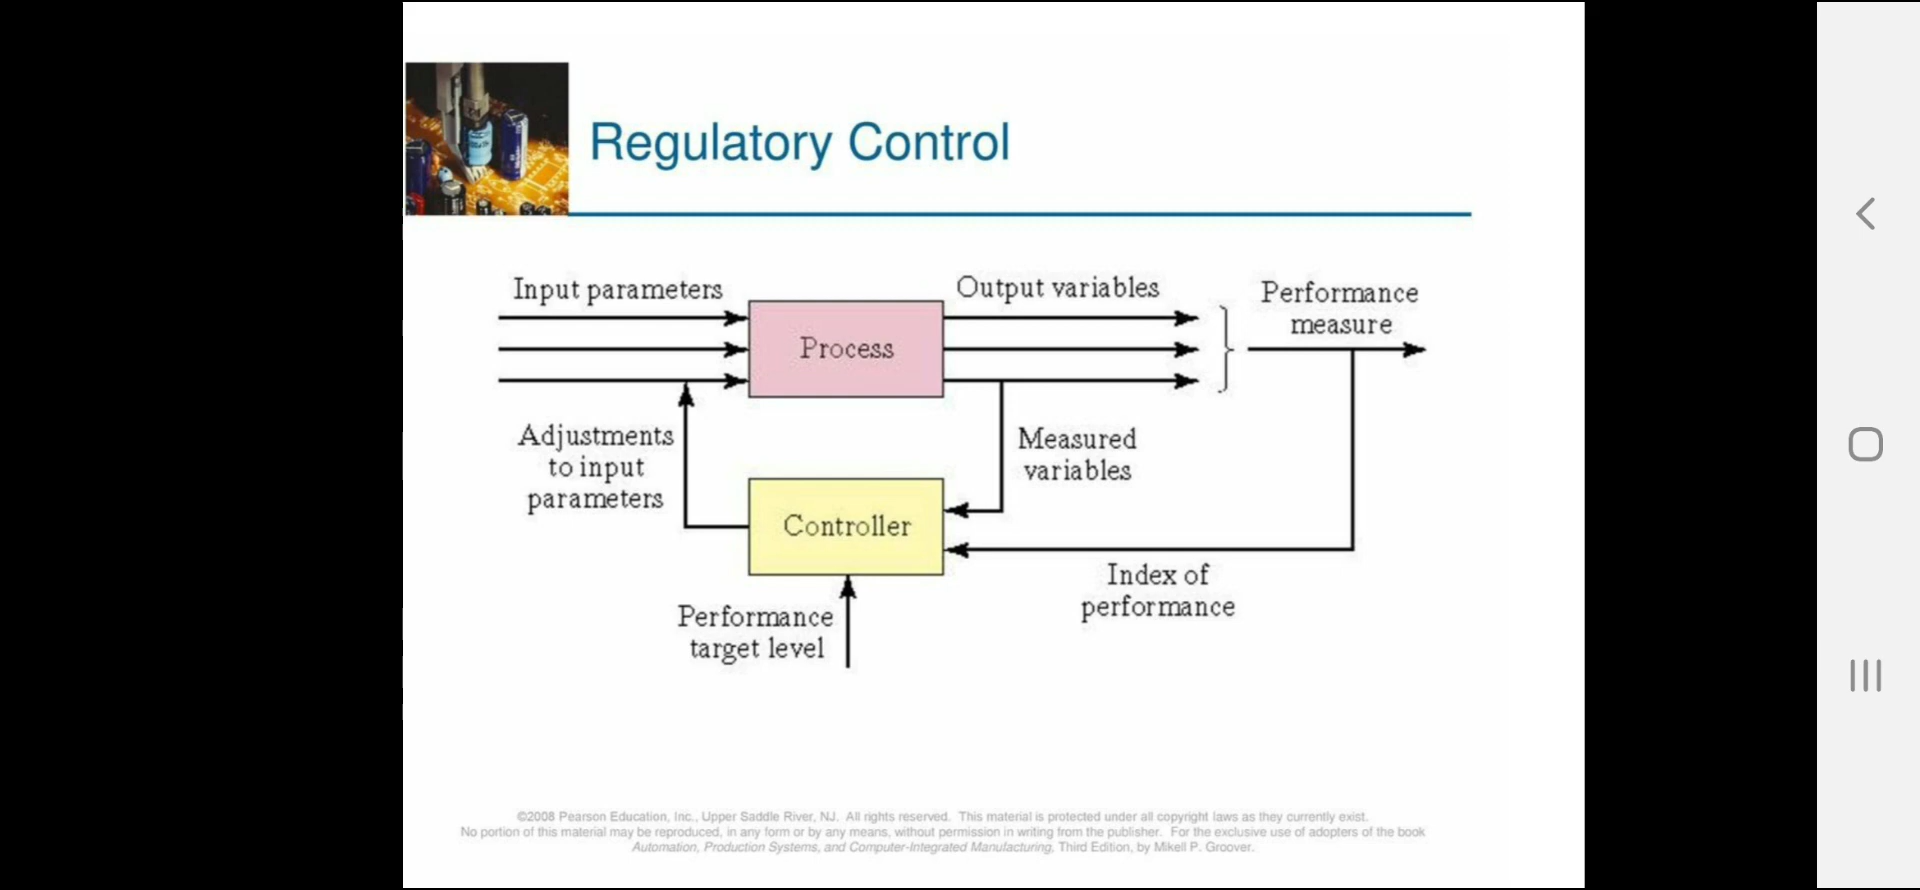 Regulatory Control
Input parameters
Output variables
Performance
measure
Process
Adjustments
to input
parameters
Measured
variables
Controller
Index of
performance
Performance
target level
©2008 Pearson Education, Inc., Upper Saddle River, NJ. All rights reserved. This material is protected under all copyright laws as they currently exist.
No portion of this material may be reproduced, in any form or by any means, without permission in writing from the publisher. For the exclusive use of adopters of the book
Automation, Production Systems, and Computer-Integrated Manufacturing, Third Edition, by Mikell P. Groover.